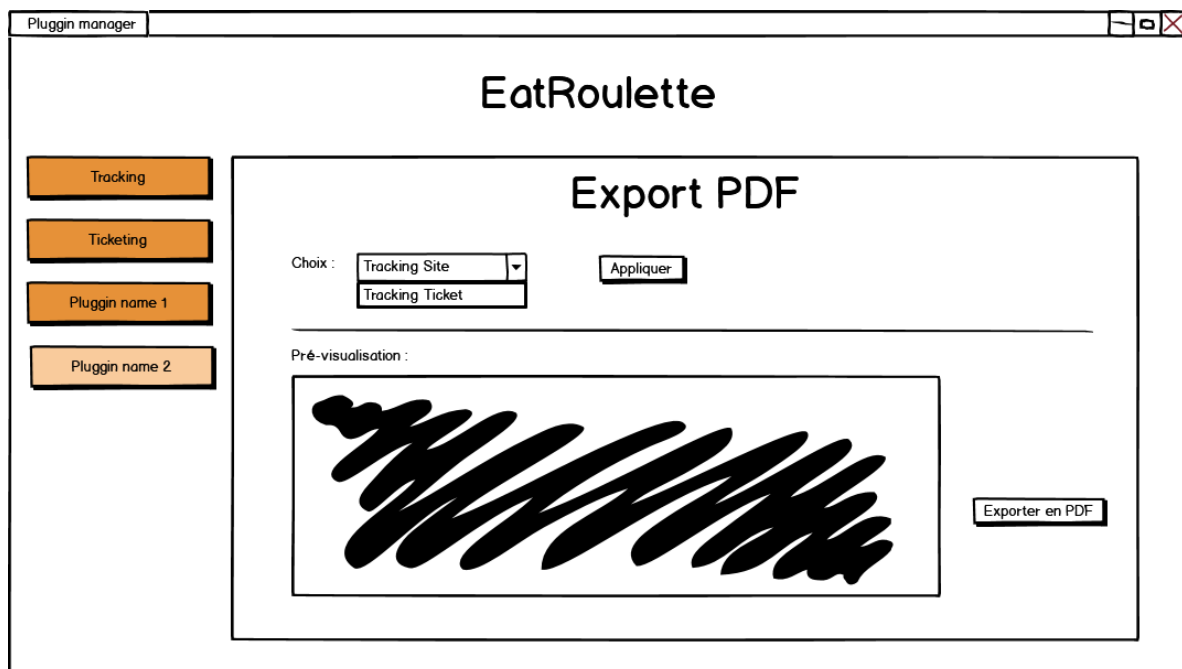 Pluggin manager
EatRoulette
Tracking
Ticketing
Pluggin name 1
Pluggin name 2
Export PDF
Choix :
Tracking Site
Tracking Ticket
Appliquer
Pré-visualisation :
Exporter en PDF